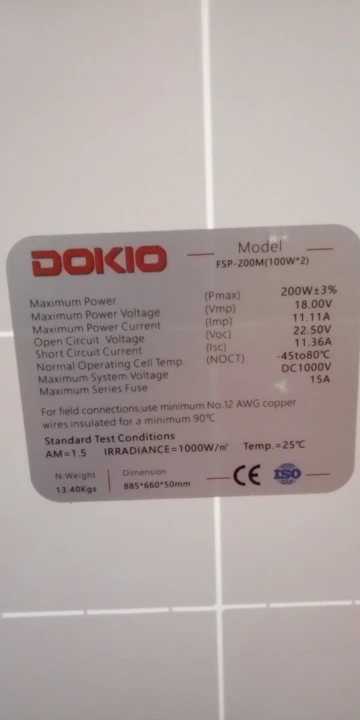 DOKIO
Model
FSP-200M(100W*2)
Maximum Power (Pmax) 200W±3%
Maximum Power Voltage (Vmp) 18.00V
Maximum Power Current (Imp) 11.11A
Open Circuit Voltage (Voc) 22.50V
Short Circuit Current (Isc) 11.36A
Normal Operating Cell Temp (NOCT) -45to80℃
Maximum System Voltage DC1000V
Maximum Series Fuse 15A
For field connections,use minimum No.12 AWG copper
wires insulated for a minimum 90℃
Standard Test Conditions
AM=1.5 IRRADIANCE=1000W/㎡ Temp.=25℃
N.Weight
13.40Kgs
Dimension
885*660*50mm
CE
ISO